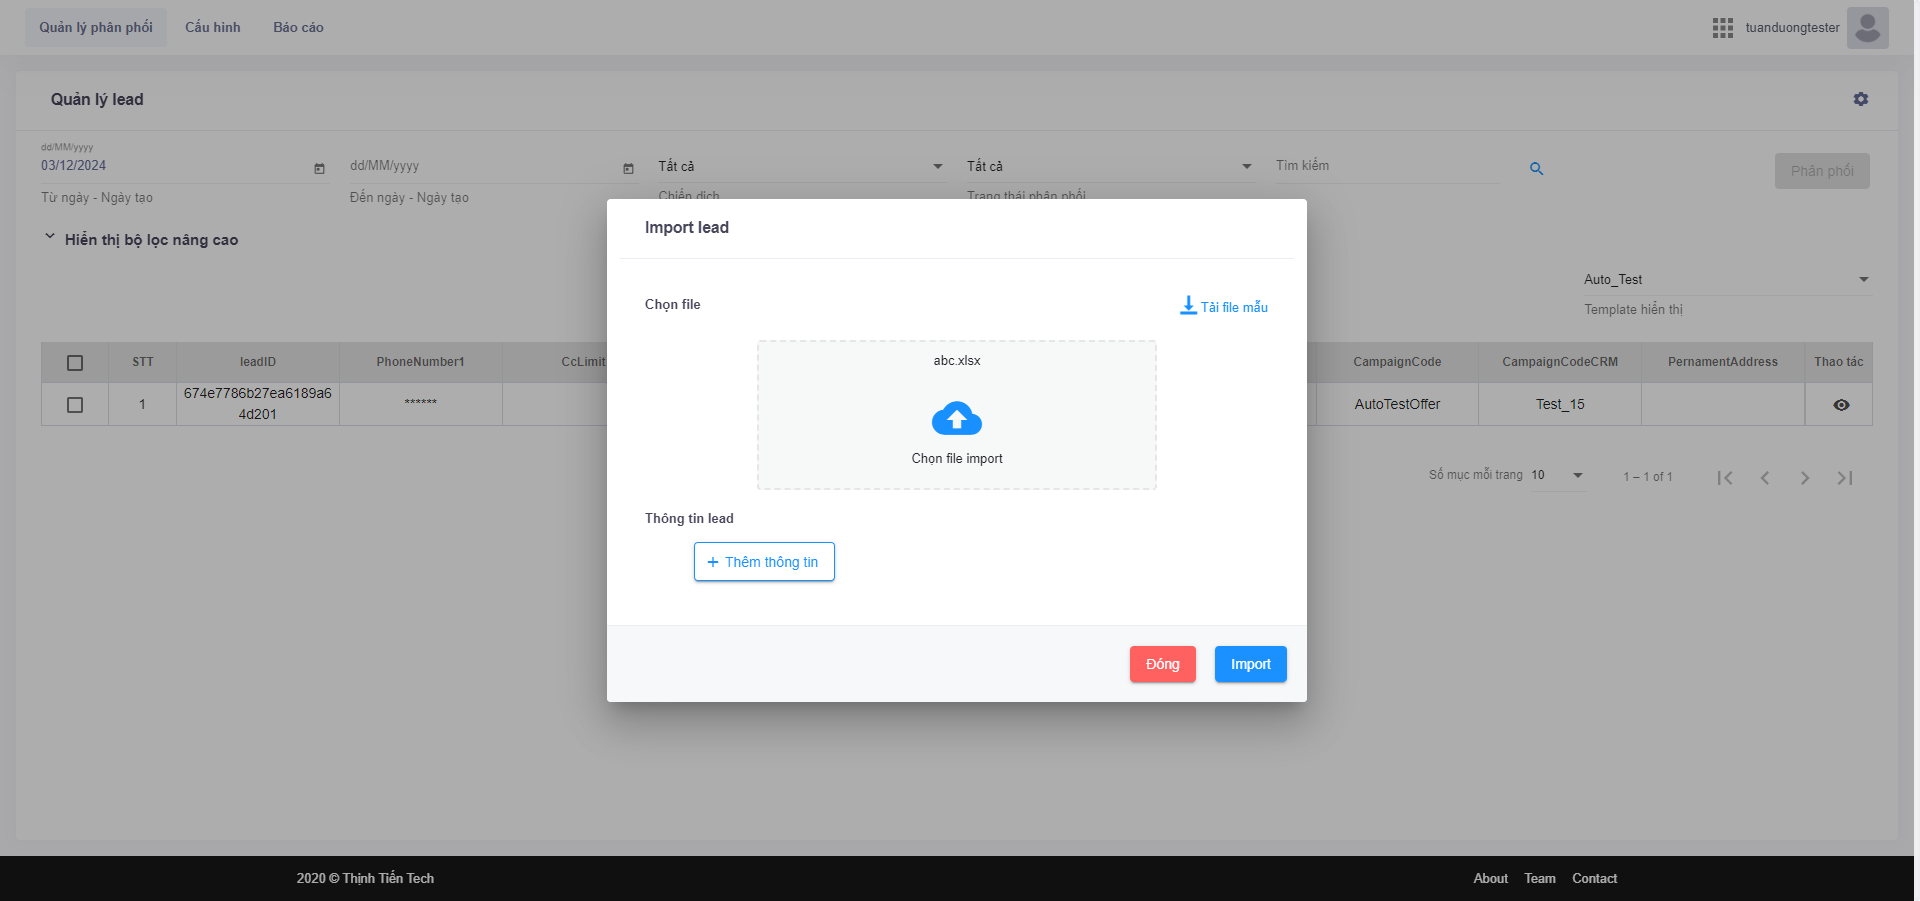 Quản lý phân phối
Cấu hình
Báo cáo
tuanduongtester
Quản lý lead
dd/MM/yyyy
03/12/2024
dd/MM/yyyy
Tất cả
Tất cả
Tìm kiếm
Phân phối
Từ ngày - Ngày tạo
Đến ngày - Ngày tạo
Chiến dịch
Trạng thái phân phối
Hiển thị bộ lọc nâng cao
Auto_Test
Template hiển thị
Import lead
Chọn file
Tải file mẫu
abc.xlsx
Chọn file import
Thông tin lead
+ Thêm thông tin
Đóng
Import
STT
leadID
PhoneNumber1
CcLimit
CampaignCode
CampaignCodeCRM
PernamentAddress
Thao tác
1
674e7786b27ea6189a6
4d201
******
AutoTestOffer
Test_15
Số mục mỗi trang
10
1 – 1 of 1
2020 © Thịnh Tiến Tech
About
Team
Contact